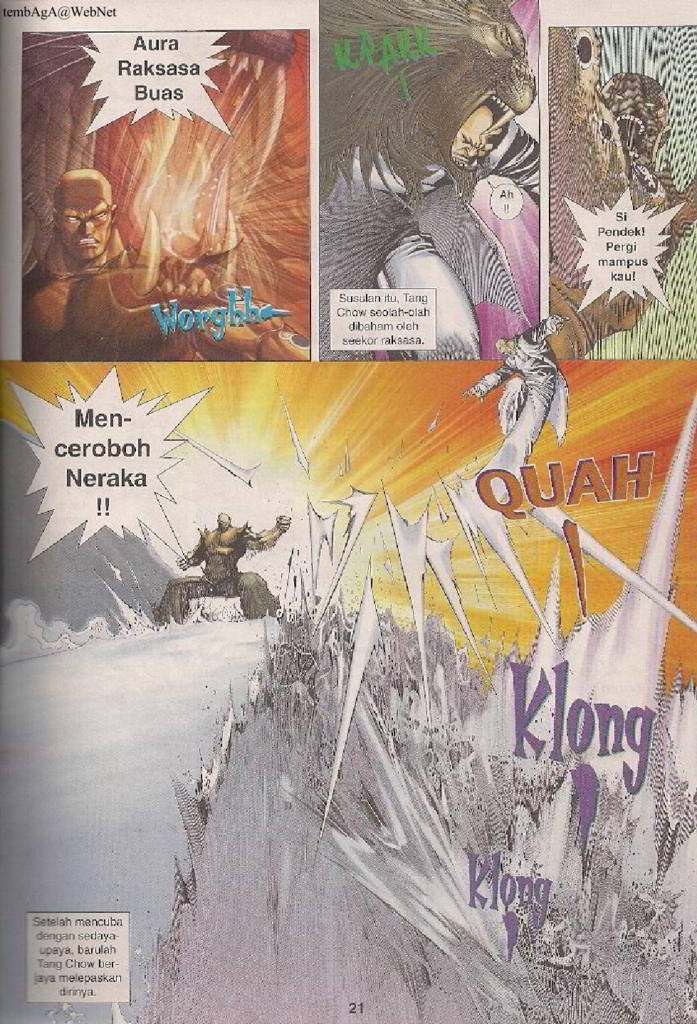 tembAgA@WebNet
Aura
Raksasa
Buas
Worghh
KRARK
!
Ah
!!
Susulan itu, Tang
Chow seolah-olah
dibaham oleh
seekor raksasa.
Si
Pendek!
Pergi
mampus
kau!
Men-
ceroboh
Neraka
!!
QUAH
!
Klong
!
Klong
!
Setelah mencuba
dengan sedaya-
upaya, barulah
Tang Chow ber-
jaya melepaskan
dirinya.
21